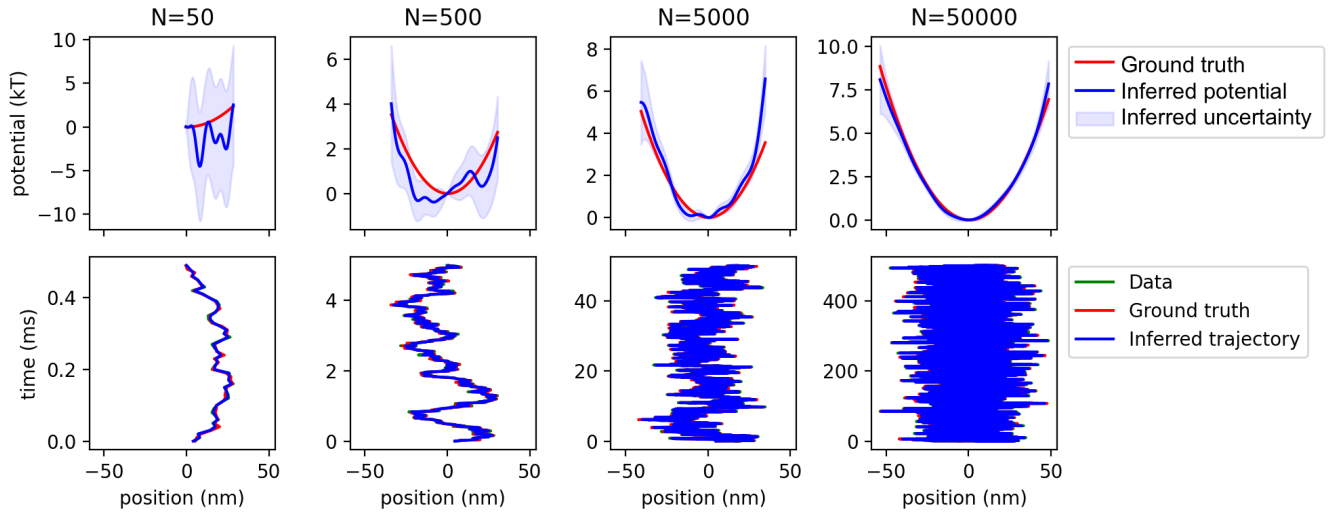 N=50
N=500
N=5000
N=50000
potential (kT)
10
5
0
−5
−10
6
4
2
0
8
6
4
2
0
10.0
7.5
5.0
2.5
0.0
Ground truth
Inferred potential
Inferred uncertainty
time (ms)
0.4
0.2
0.0
4
2
0
40
20
0
400
200
0
Data
Ground truth
Inferred trajectory
−50 0 50
−50 0 50
−50 0 50
−50 0 50
position (nm)
position (nm)
position (nm)
position (nm)